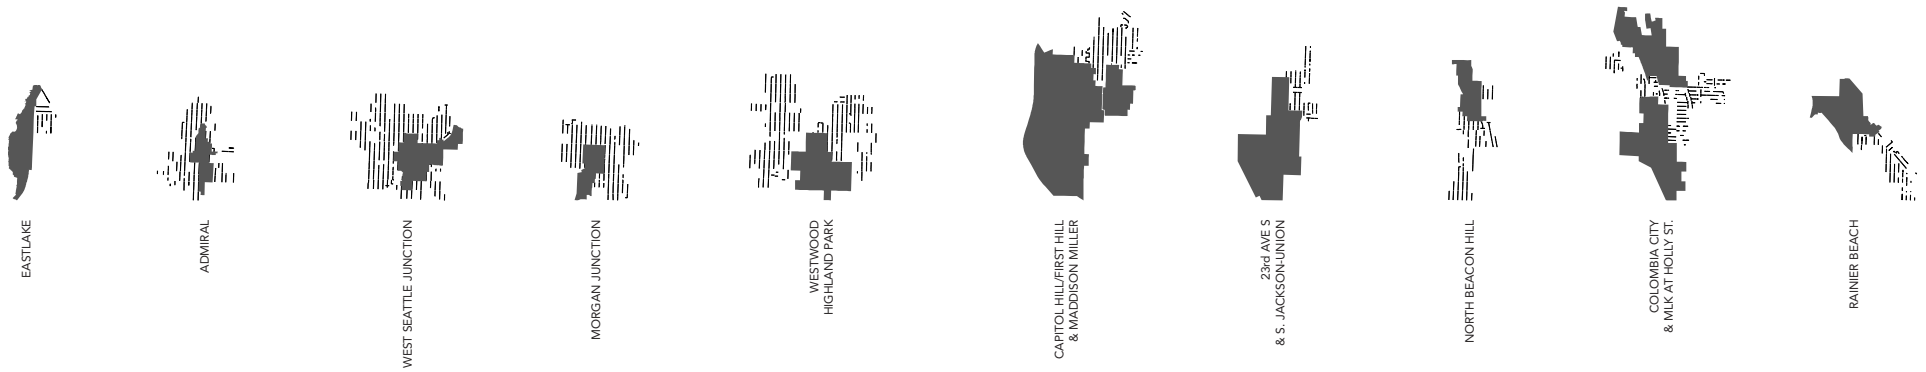 EASTLAKE
ADMIRAL
WEST SEATTLE JUNCTION
MORGAN JUNCTION
WESTWOOD
HIGHLAND PARK
CAPITOL HILL/FIRST HILL
& MADDISON MILLER
23rd AVE S
& S. JACKSON-UNION
NORTH BEACON HILL
COLOMBIA CITY
& MLK AT HOLLY ST.
RAINIER BEACH